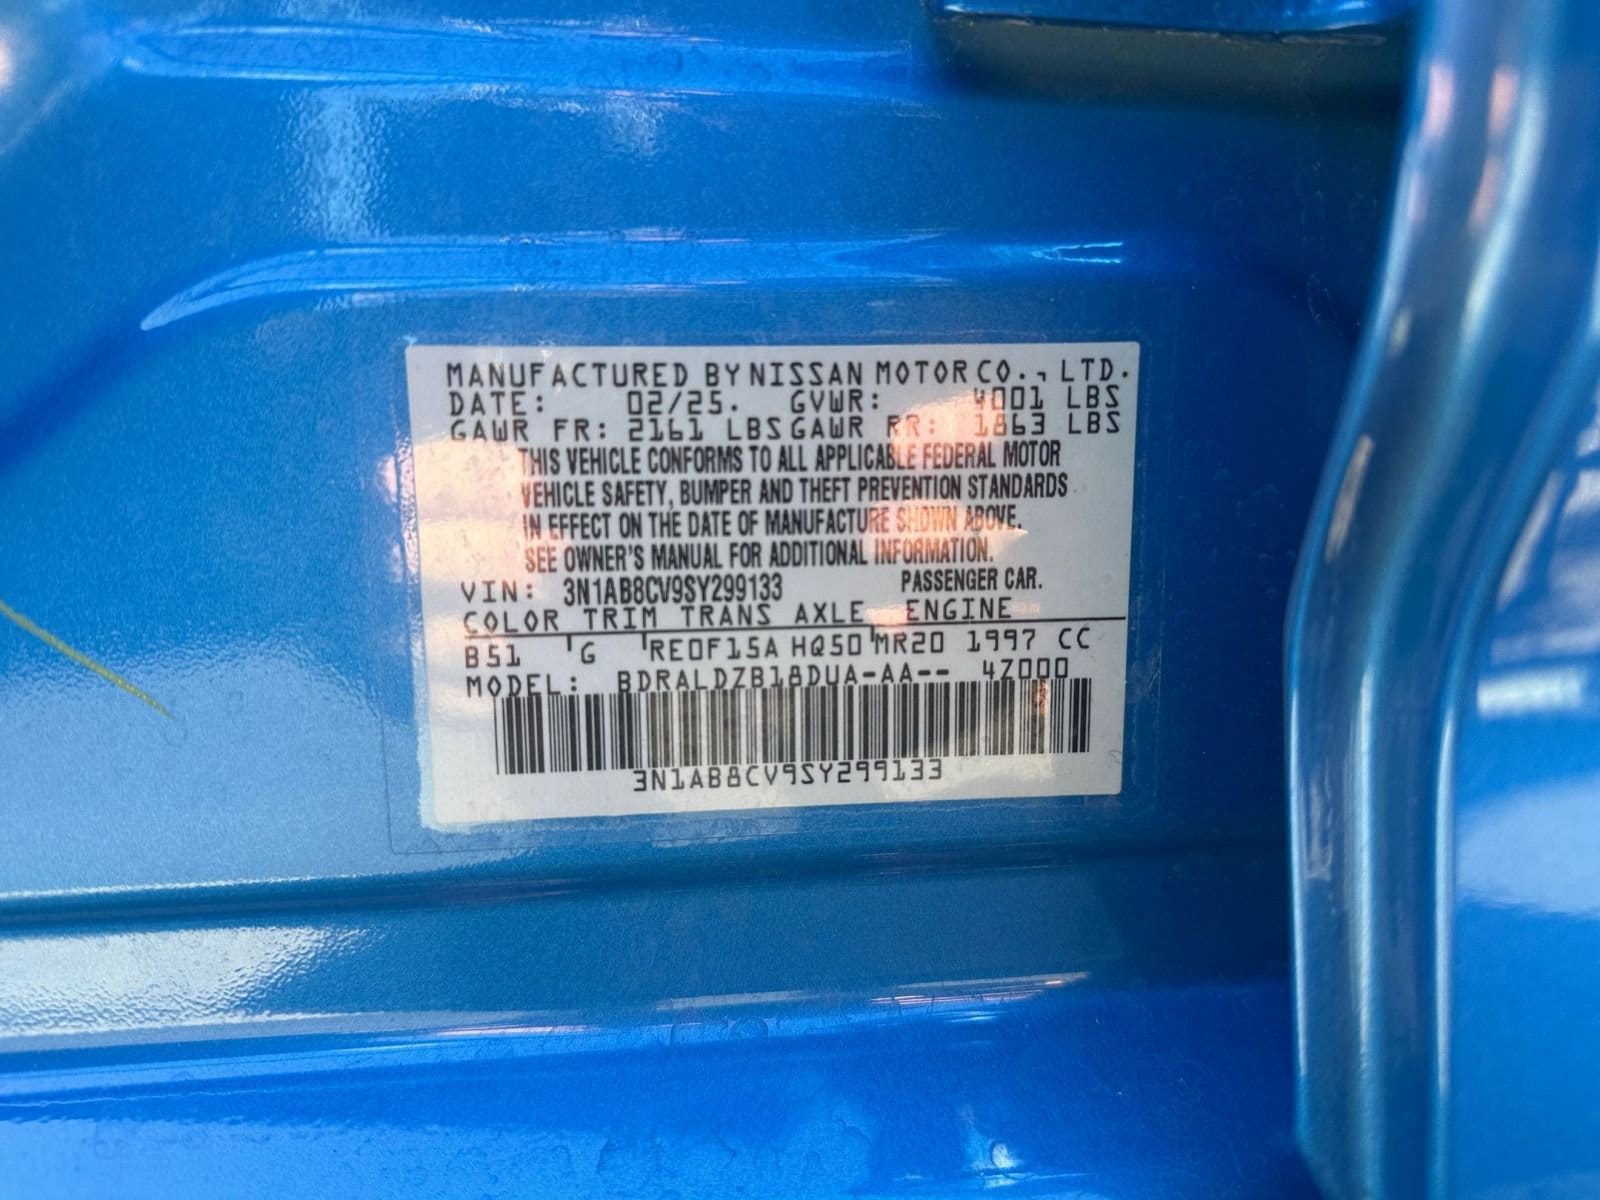 MANUFACTURED BY NISSAN MOTOR CO., LTD.
DATE: 02/25. GVWR: 4001 LBS
GAWR FR: 2161 LBS GAWR RR: 1863 LBS
THIS VEHICLE CONFORMS TO ALL APPLICABLE FEDERAL MOTOR
VEHICLE SAFETY, BUMPER AND THEFT PREVENTION STANDARDS
IN EFFECT ON THE DATE OF MANUFACTURE SHOWN ABOVE.
SEE OWNER'S MANUAL FOR ADDITIONAL INFORMATION.
VIN: 3N1AB8CV9SY299133 PASSENGER CAR.
COLOR TRIM TRANS AXLE ENGINE
B51 G RE0F15A HQ50 MR20 1997 CC
MODEL: BDRALDZB18DUA-AA-- 4Z000
3N1AB8CV9SY299133